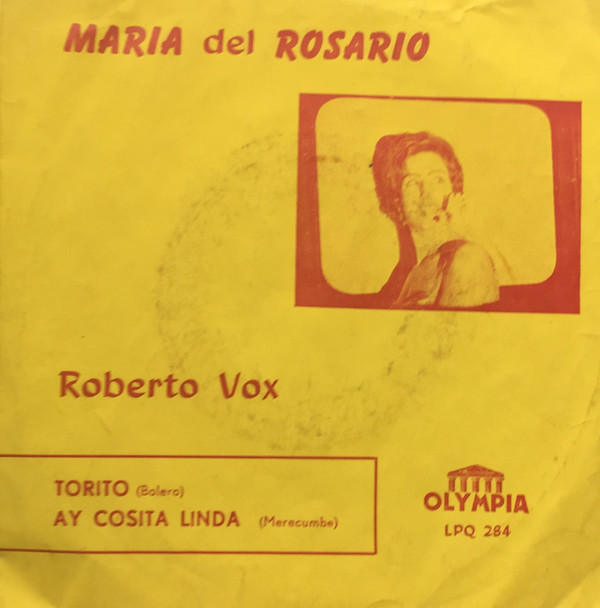 MARIA del ROSARIO
Roberto Vox
TORITO (Bolero)
AY COSITA LINDA (Merecumbe)
OLYMPIA
LPQ 284